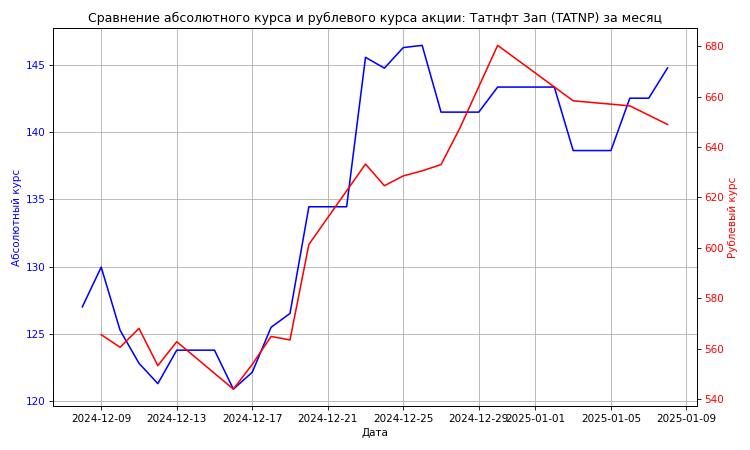 Сравнение абсолютного курса и рублевого курса акции: Татнфт 3ап (TATNP) за месяц
145
140
135
130
125
120
Абсолютный курс
680
660
640
620
600
580
560
540
Рублевый курс
2024-12-09 2024-12-13 2024-12-17 2024-12-21 2024-12-25 2024-12-29 2025-01-01 2025-01-05 2025-01-09
Дата